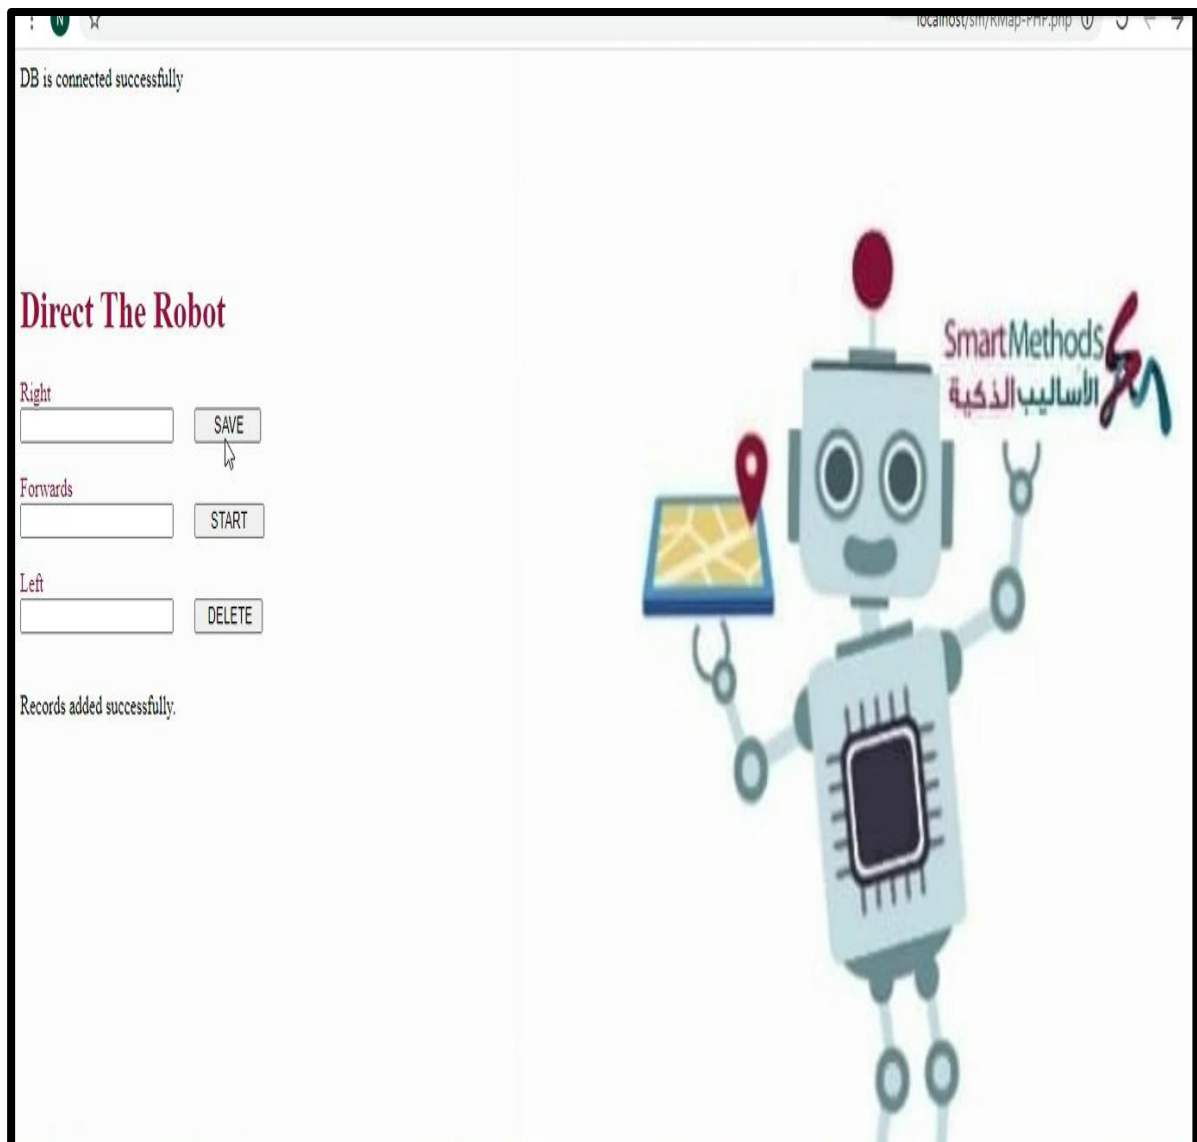 N
localhost/sm/RMap-PHP.php
DB is connected successfully
Direct The Robot
Right
SAVE
Forwards
START
Left
DELETE
Records added successfully.
SmartMethods
الأساليب الذكية